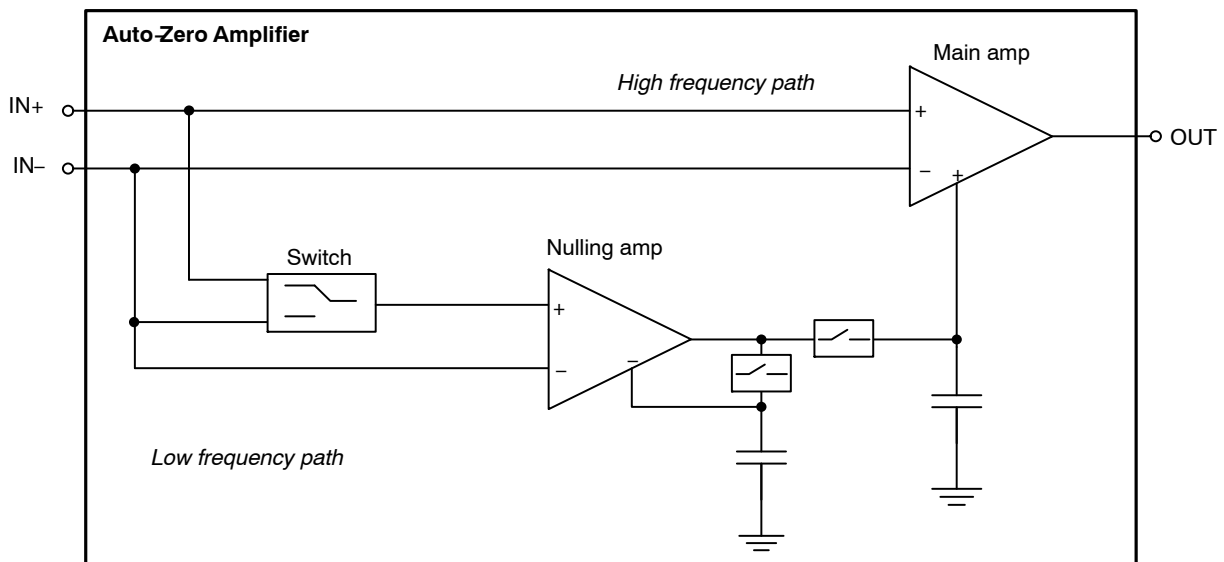 Auto-Zero Amplifier
Main amp
High frequency path
IN+
+
OUT
IN−
−
+
Switch
Nulling amp
+
−
−
Low frequency path